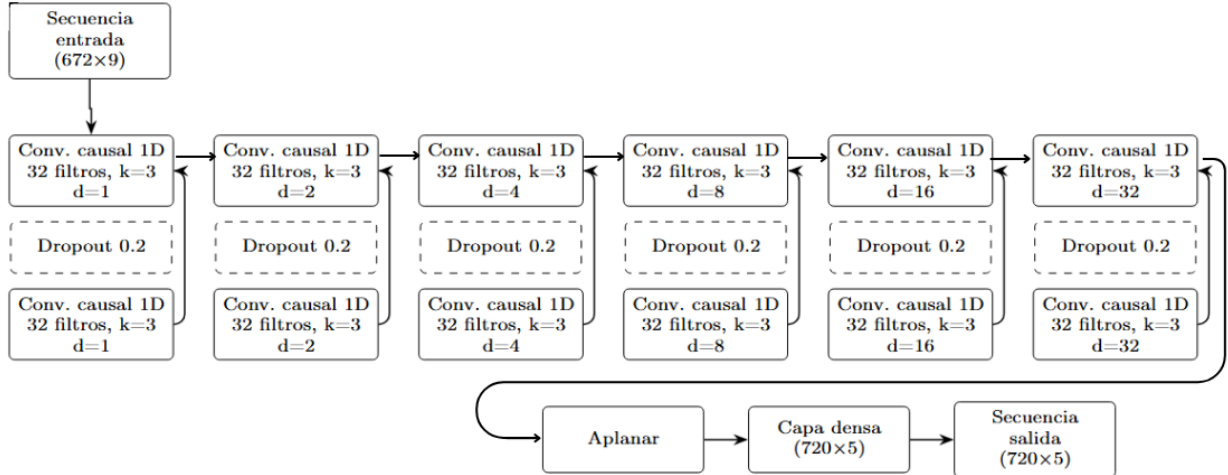 Secuencia
entrada
(672×9)
Conv. causal 1D
32 filtros, k=3
d=1
Dropout 0.2
Conv. causal 1D
32 filtros, k=3
d=1
Conv. causal 1D
32 filtros, k=3
d=2
Dropout 0.2
Conv. causal 1D
32 filtros, k=3
d=2
Conv. causal 1D
32 filtros, k=3
d=4
Dropout 0.2
Conv. causal 1D
32 filtros, k=3
d=4
Conv. causal 1D
32 filtros, k=3
d=8
Dropout 0.2
Conv. causal 1D
32 filtros, k=3
d=8
Conv. causal 1D
32 filtros, k=3
d=16
Dropout 0.2
Conv. causal 1D
32 filtros, k=3
d=16
Conv. causal 1D
32 filtros, k=3
d=32
Dropout 0.2
Conv. causal 1D
32 filtros, k=3
d=32
Aplanar
Capa densa
(720×5)
Secuencia
salida
(720×5)